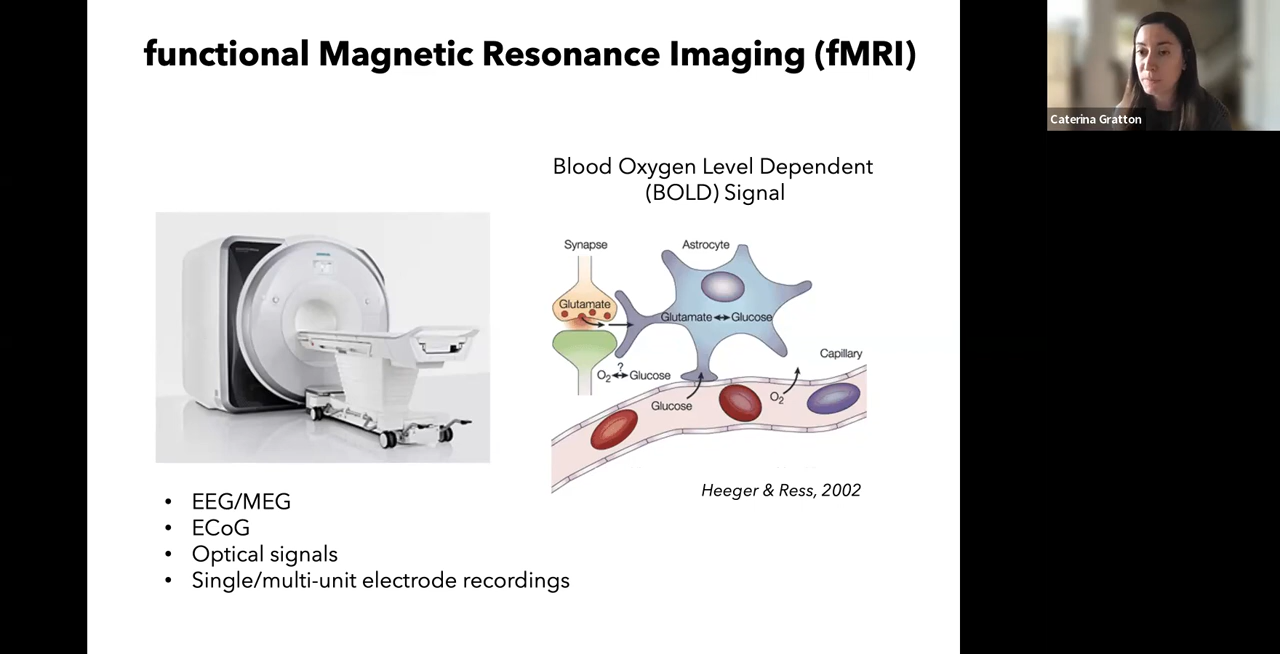 functional Magnetic Resonance Imaging (fMRI)
Caterina Gratton
Blood Oxygen Level Dependent
(BOLD) Signal
Synapse
Astrocyte
Glutamate
Glutamate↔Glucose
Capillary
?
O₂↔Glucose
Glucose
O₂
Heeger & Ress, 2002
• EEG/MEG
• ECoG
• Optical signals
• Single/multi-unit electrode recordings